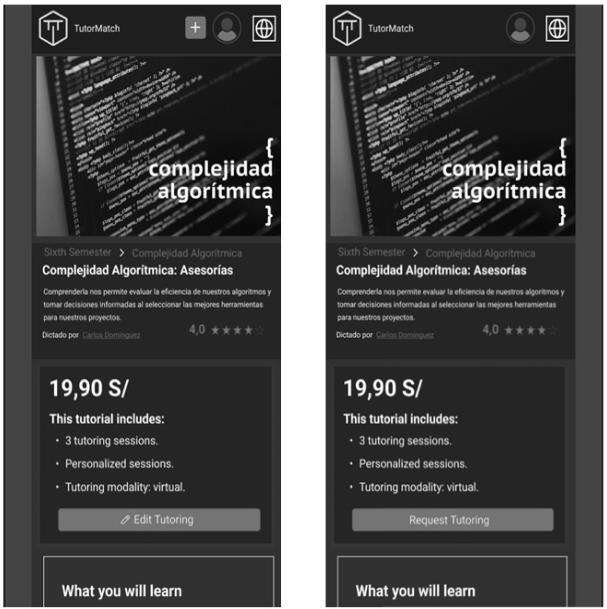 TutorMatch
{
complejidad
algorítmica
}
Sixth Semester > Complejidad Algorítmica
Complejidad Algorítmica: Asesorías
Comprenderla nos permite evaluar la eficiencia de nuestros algoritmos y
tomar decisiones informadas al seleccionar las mejores herramientas
para nuestros proyectos.
Dictado por Carlos Dominguez
4,0 ★★★★☆
19,90 S/
This tutorial includes:
• 3 tutoring sessions.
• Personalized sessions.
• Tutoring modality: virtual.
Edit Tutoring
What you will learn
TutorMatch
{
complejidad
algorítmica
}
Sixth Semester > Complejidad Algorítmica
Complejidad Algorítmica: Asesorías
Comprenderla nos permite evaluar la eficiencia de nuestros algoritmos y
tomar decisiones informadas al seleccionar las mejores herramientas
para nuestros proyectos.
Dictado por Carlos Dominguez
4,0 ★★★★☆
19,90 S/
This tutorial includes:
• 3 tutoring sessions.
• Personalized sessions.
• Tutoring modality: virtual.
Request Tutoring
What you will learn